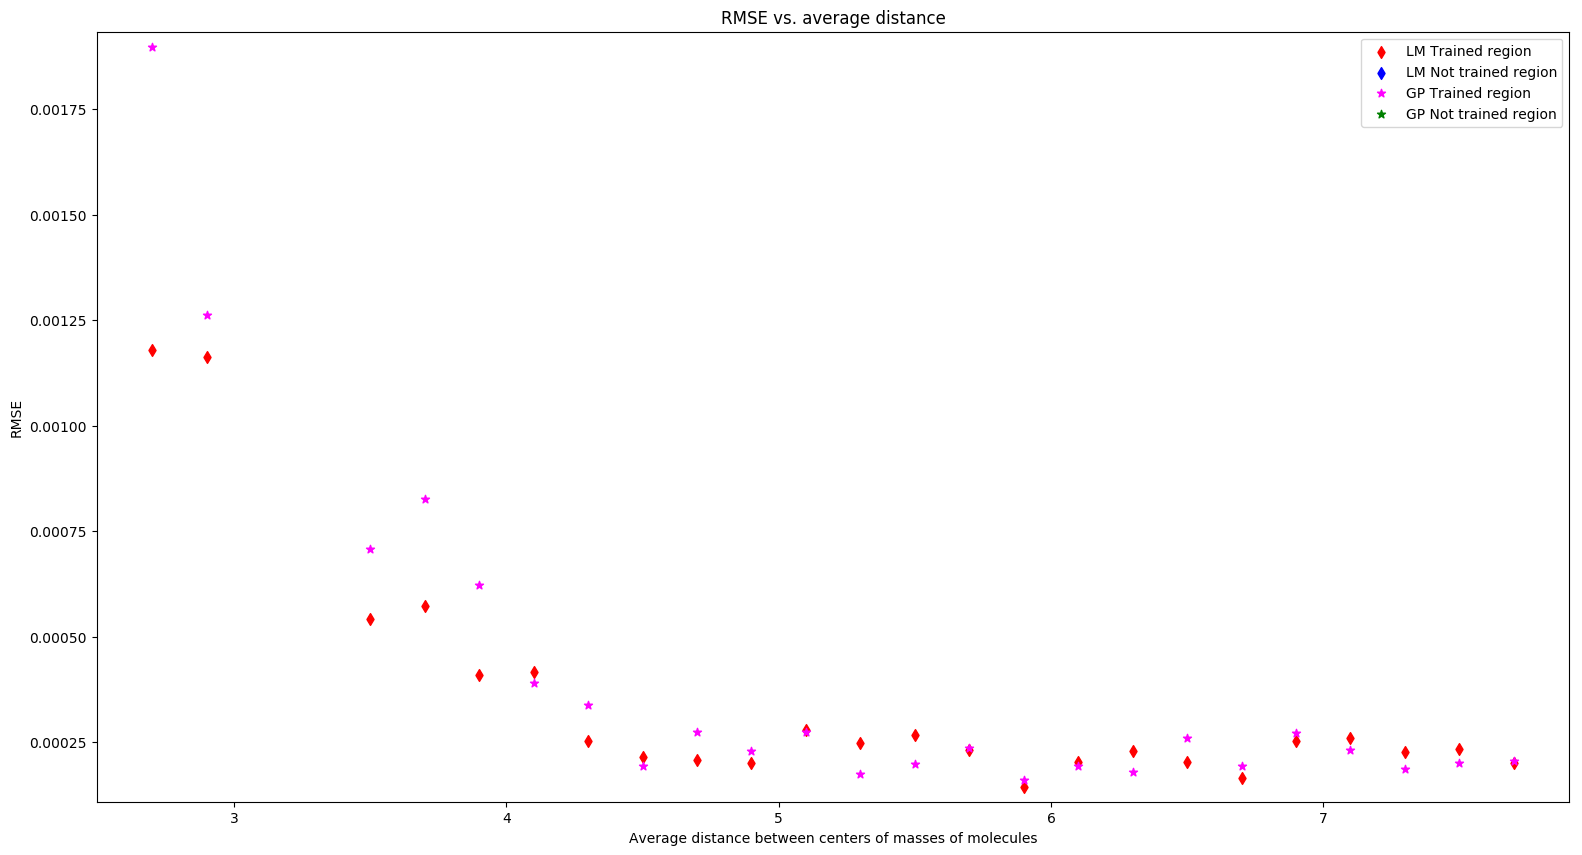 RMSE vs. average distance
LM Trained region
LM Not trained region
GP Trained region
GP Not trained region
0.00175
0.00150
0.00125
0.00100
0.00075
0.00050
0.00025
RMSE
3 4 5 6 7
Average distance between centers of masses of molecules